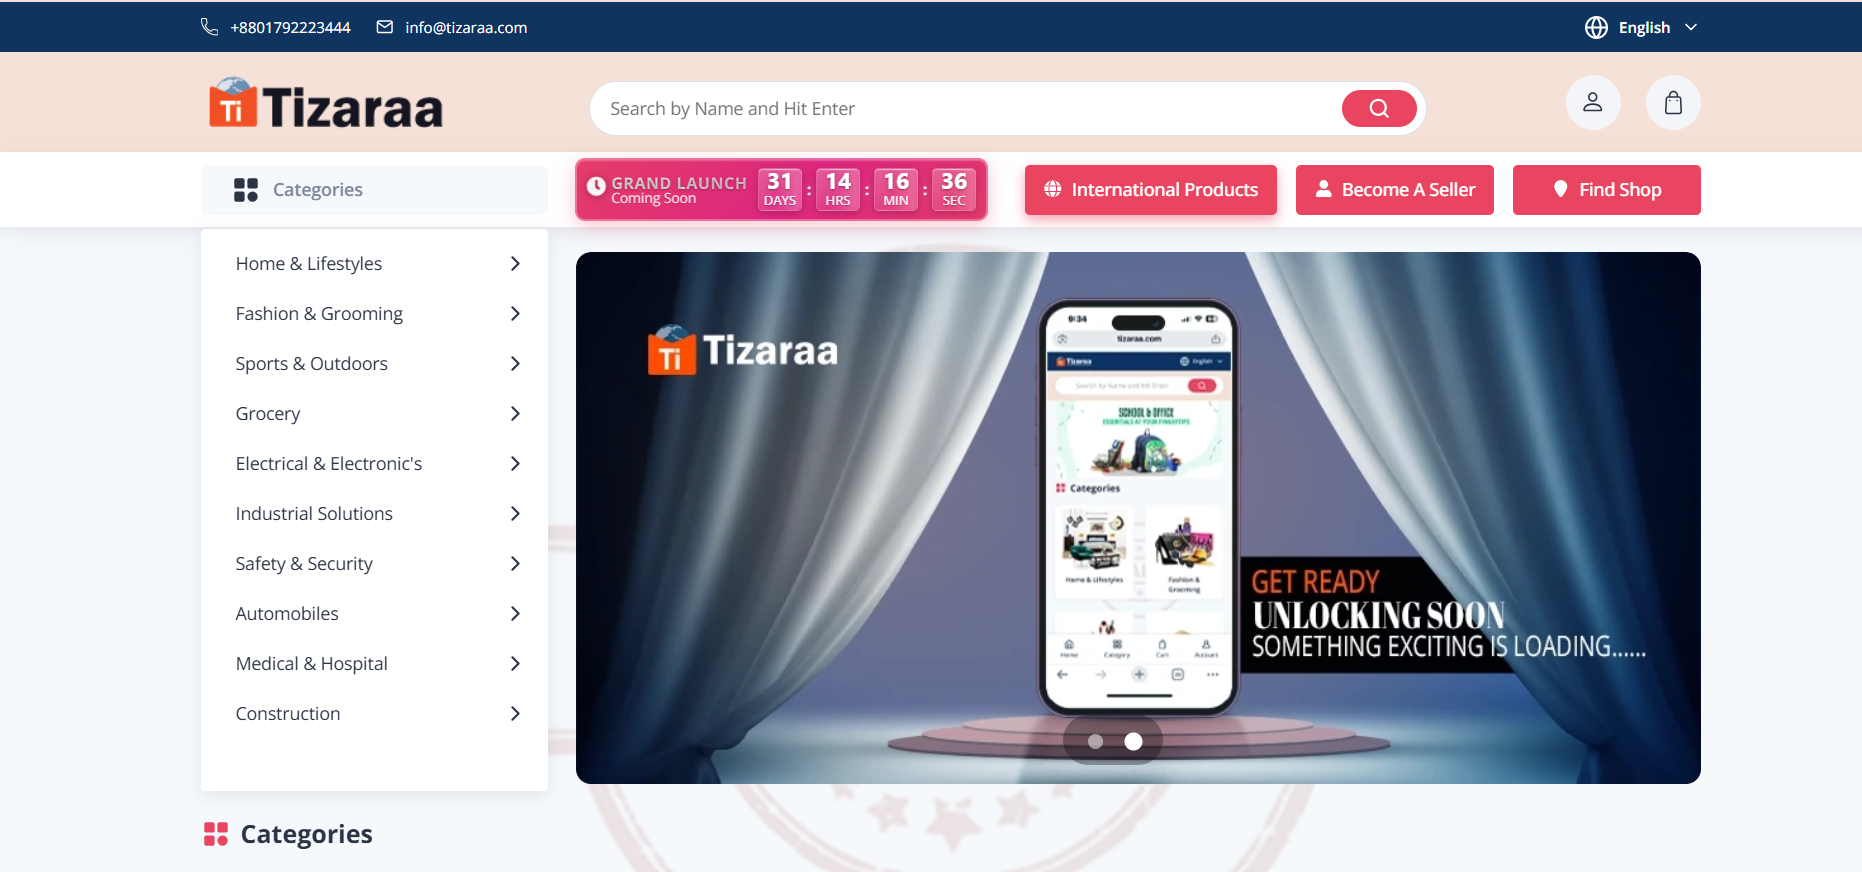 +8801792223444
info@tizaraa.com
English
Ti Tizaraa
Search by Name and Hit Enter
Categories
GRAND LAUNCH
Coming Soon
31 : 14 : 16 : 36
DAYS HRS MIN SEC
International Products
Become A Seller
Find Shop
Home & Lifestyles
Fashion & Grooming
Sports & Outdoors
Grocery
Electrical & Electronic's
Industrial Solutions
Safety & Security
Automobiles
Medical & Hospital
Construction
Ti Tizaraa
9:34
tizaraa.com
Tizaraa
English
Search by Name and Hit Enter
SCHOOL & OFFICE
ESSENTIALS AT YOUR FINGERTIPS
Categories
Home & Lifestyles
Fashion &
Grooming
Home Category Cart Account
GET READY
UNLOCKING SOON
SOMETHING EXCITING IS LOADING......
Categories